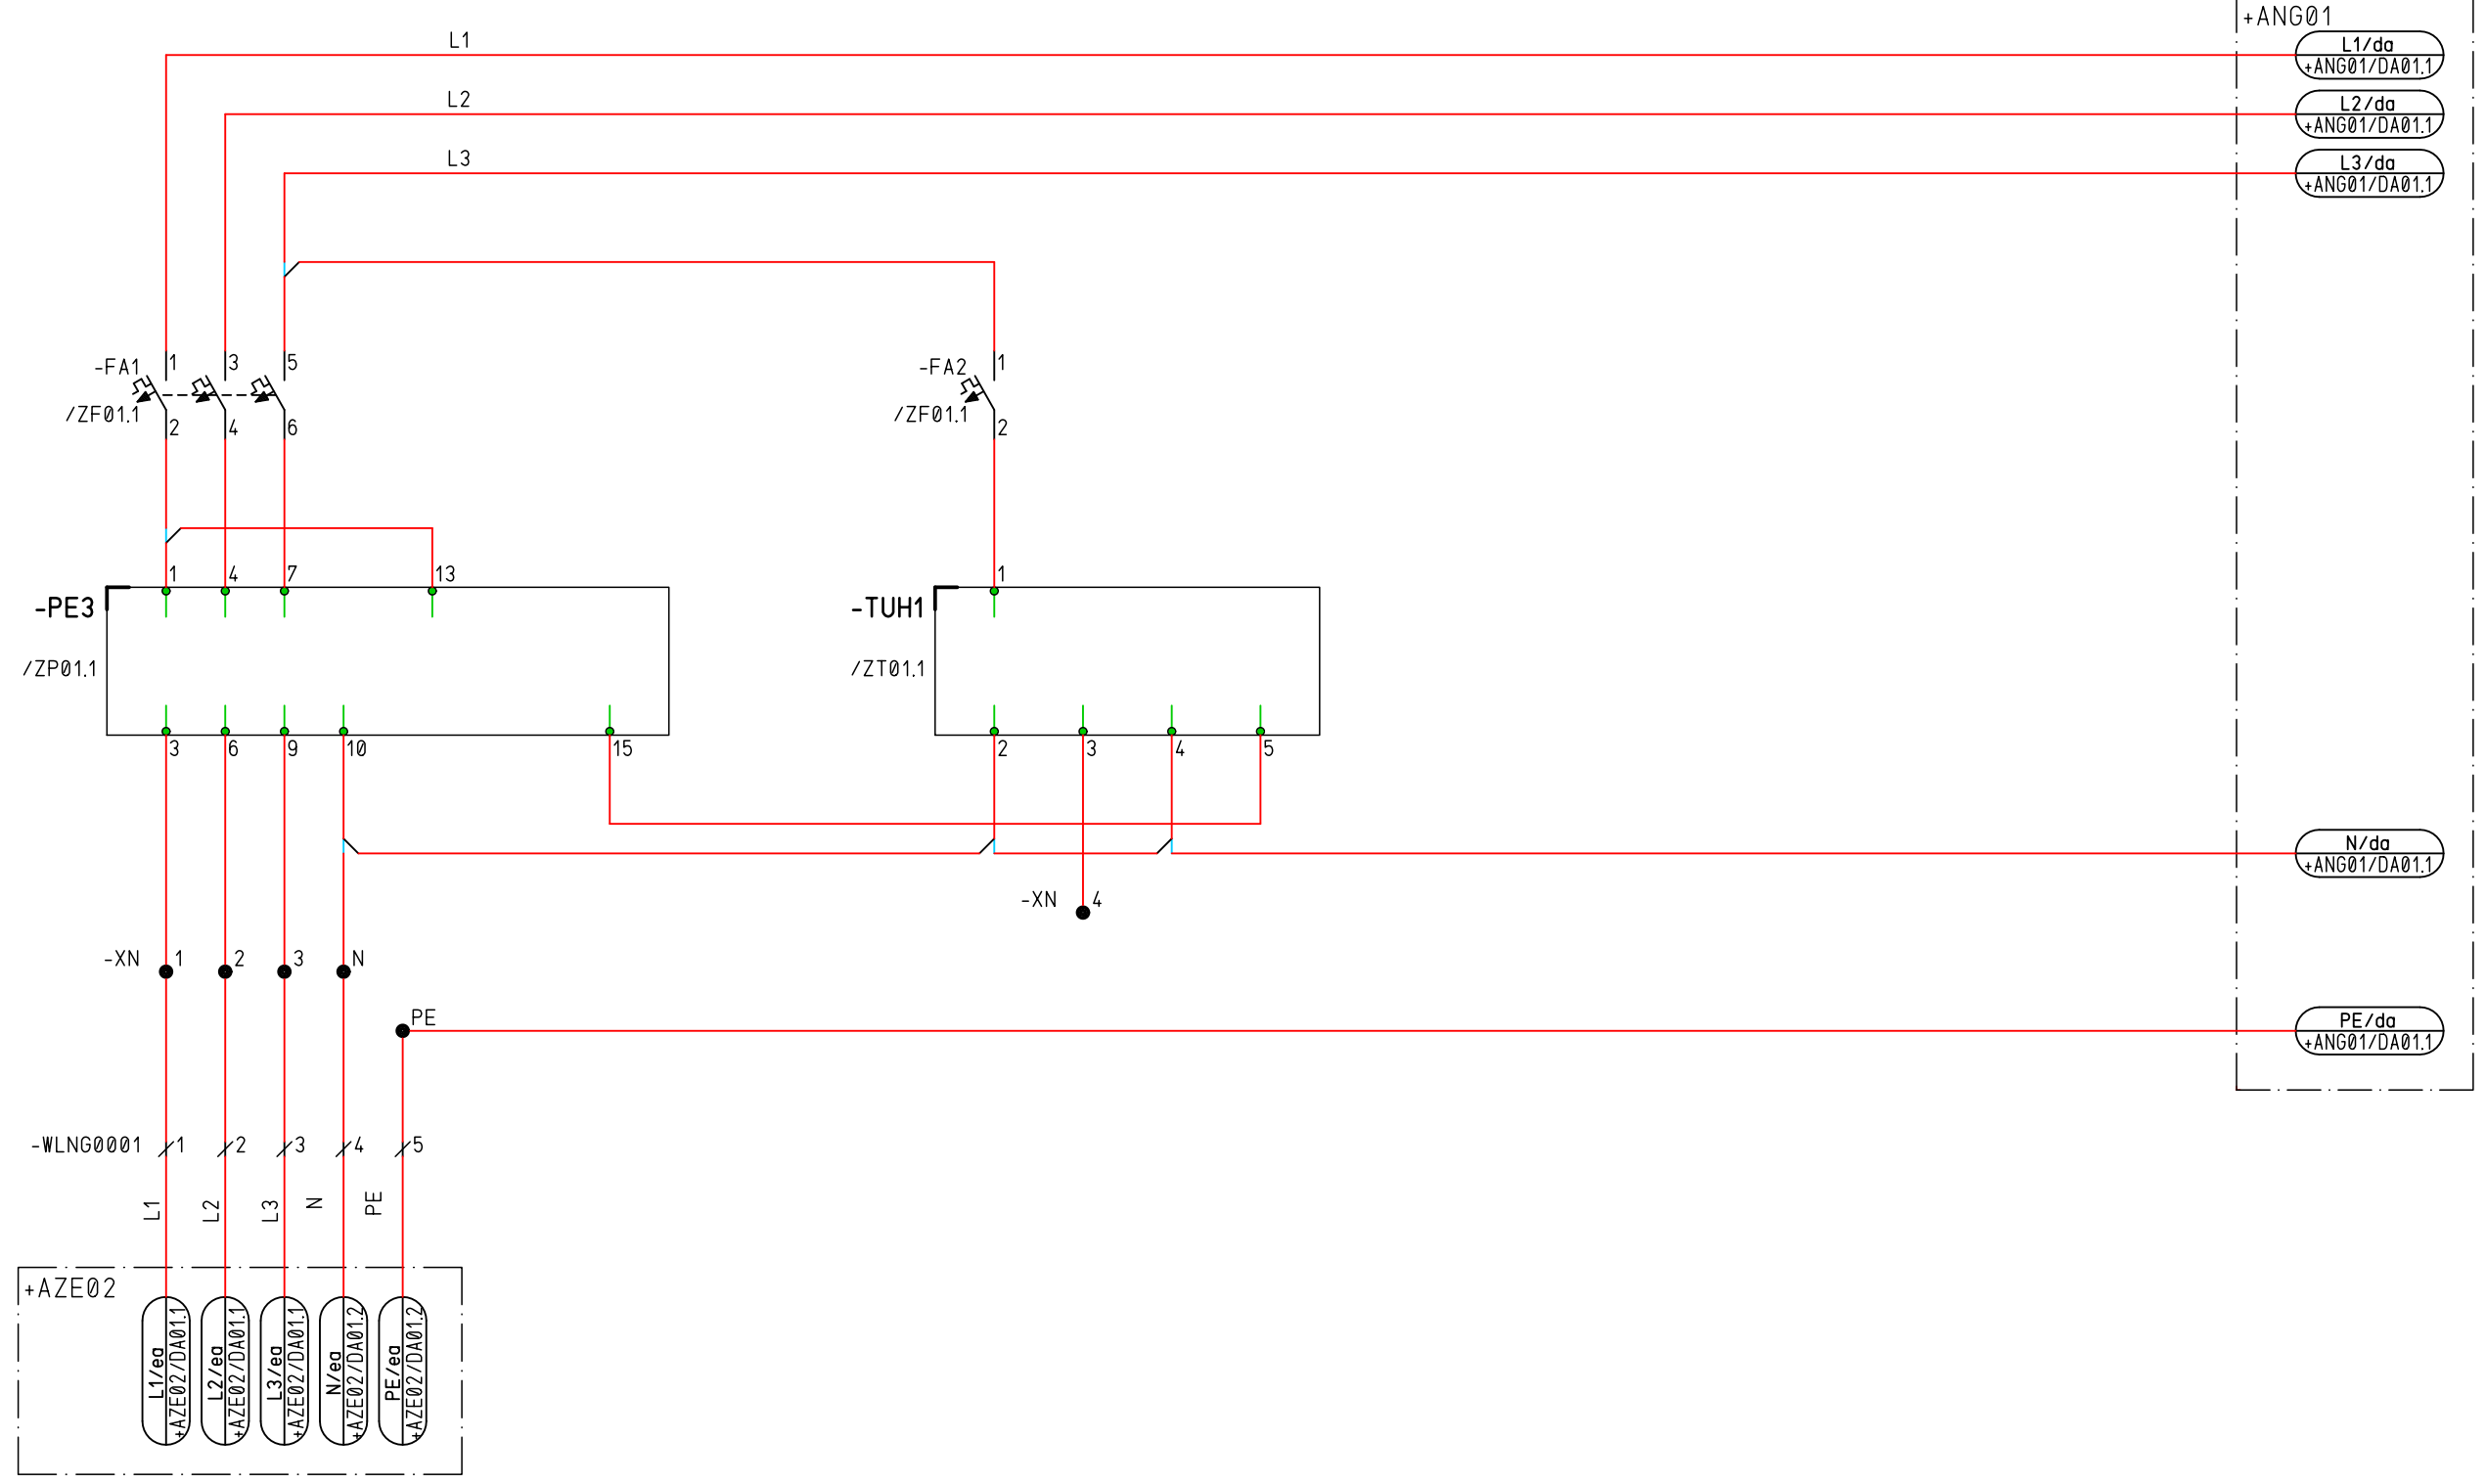 +ANG01
L1
L1/da
+ANG01/DA01.1
L2
L2/da
+ANG01/DA01.1
L3
L3/da
+ANG01/DA01.1
-FA1 1 3 5
/ZF01.1 2 4 6
-FA2 1
/ZF01.1 2
1 4 7 13
-PE3
/ZP01.1
3 6 9 10 15
1
-TUH1
/ZT01.1
2 3 4 5
N/da
+ANG01/DA01.1
-XN 4
-XN 1 2 3 N
PE
PE/da
+ANG01/DA01.1
-WLNG0001 1 2 3 4 5
L1
L2
L3
N
PE
+AZE02
L1/ea
+AZE02/DA01.1
L2/ea
+AZE02/DA01.1
L3/ea
+AZE02/DA01.1
N/ea
+AZE02/DA01.2
PE/ea
+AZE02/DA01.2